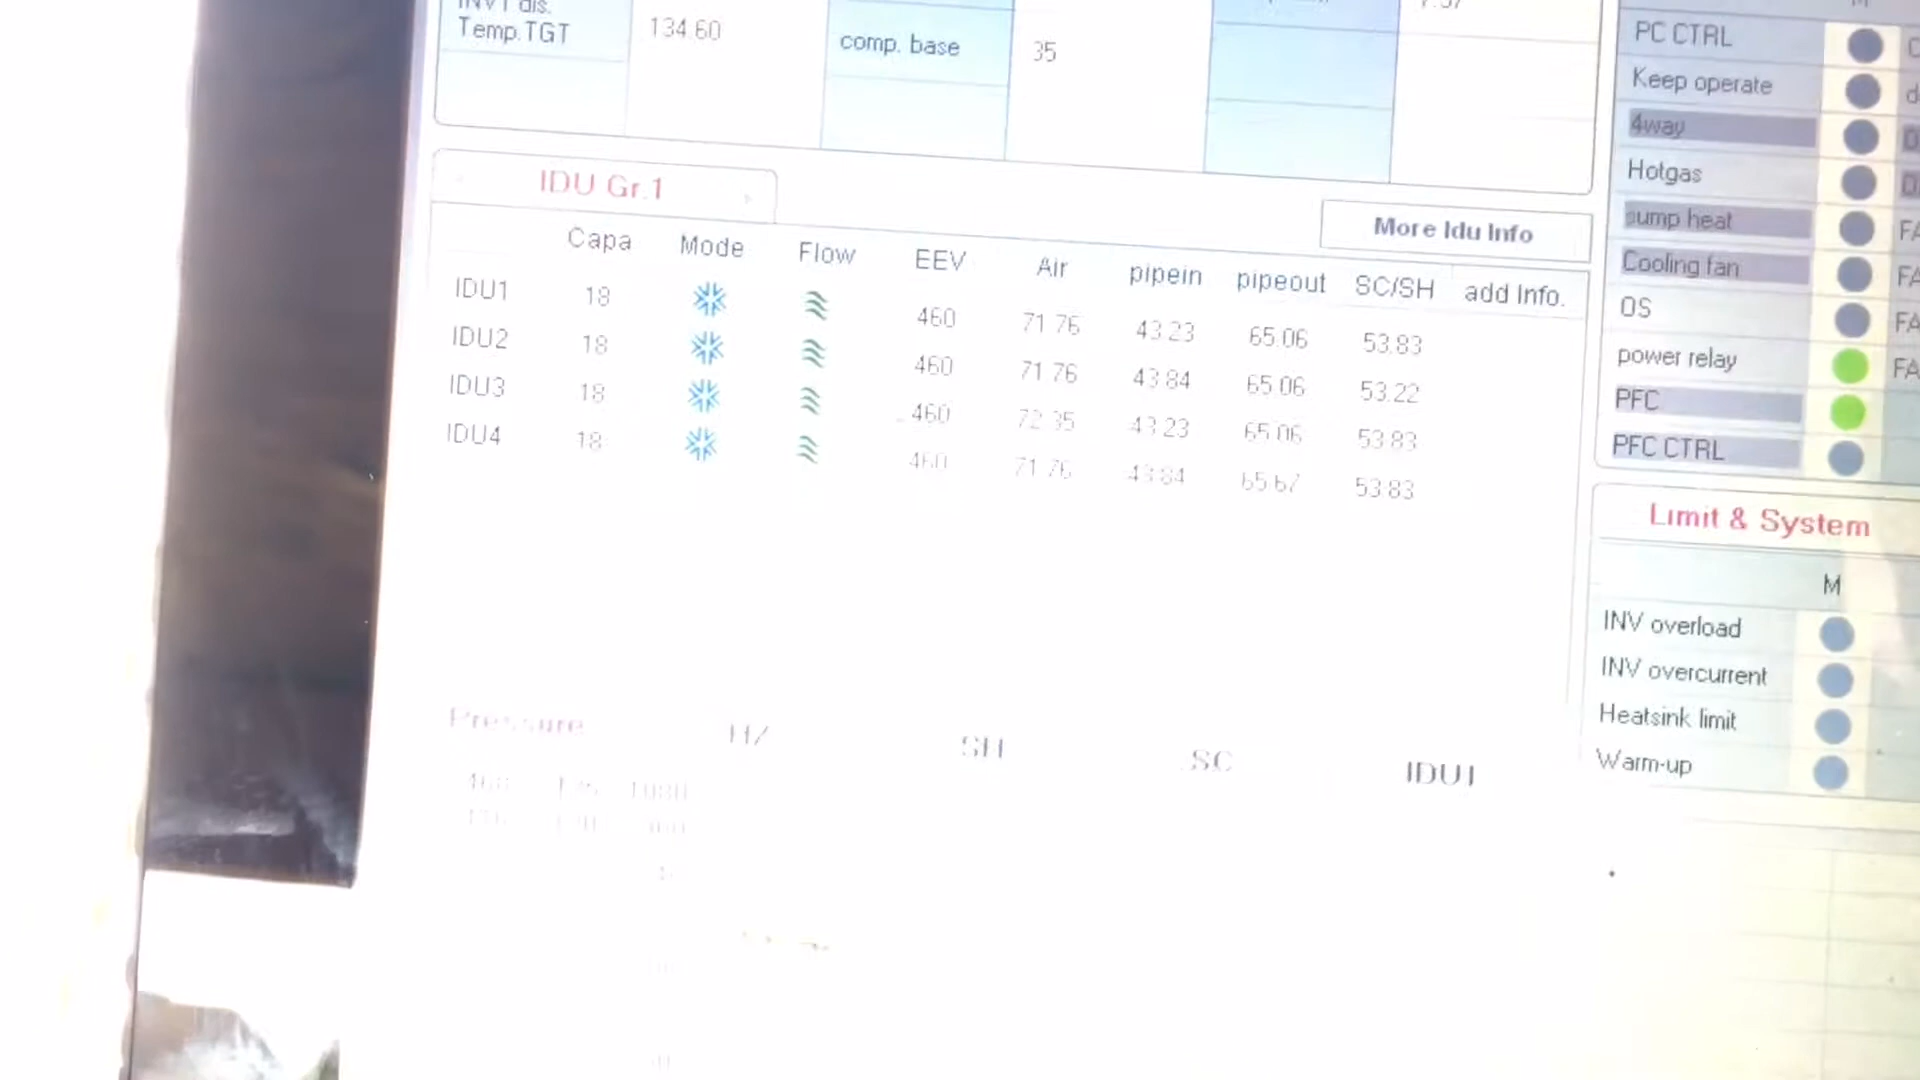 Temp.TGT 134.60 comp. base 35
IDU Gr.1
More Idu Info
Capa Mode Flow EEV Air pipein pipeout SC/SH add Info.
IDU1 18 460 71.76 43.23 65.06 53.83
IDU2 18 460 71.76 43.84 65.06 53.22
IDU3 18 460 72.35 43.23 65.06 53.83
IDU4 18 460 71.76 43.84 65.67 53.83
Pressure HZ SH SC IDU1
PC CTRL
Keep operate
4way
Hotgas
sump heat
Cooling fan
OS
power relay
PFC
PFC CTRL
Limit & System
M
INV overload
INV overcurrent
Heatsink limit
Warm-up